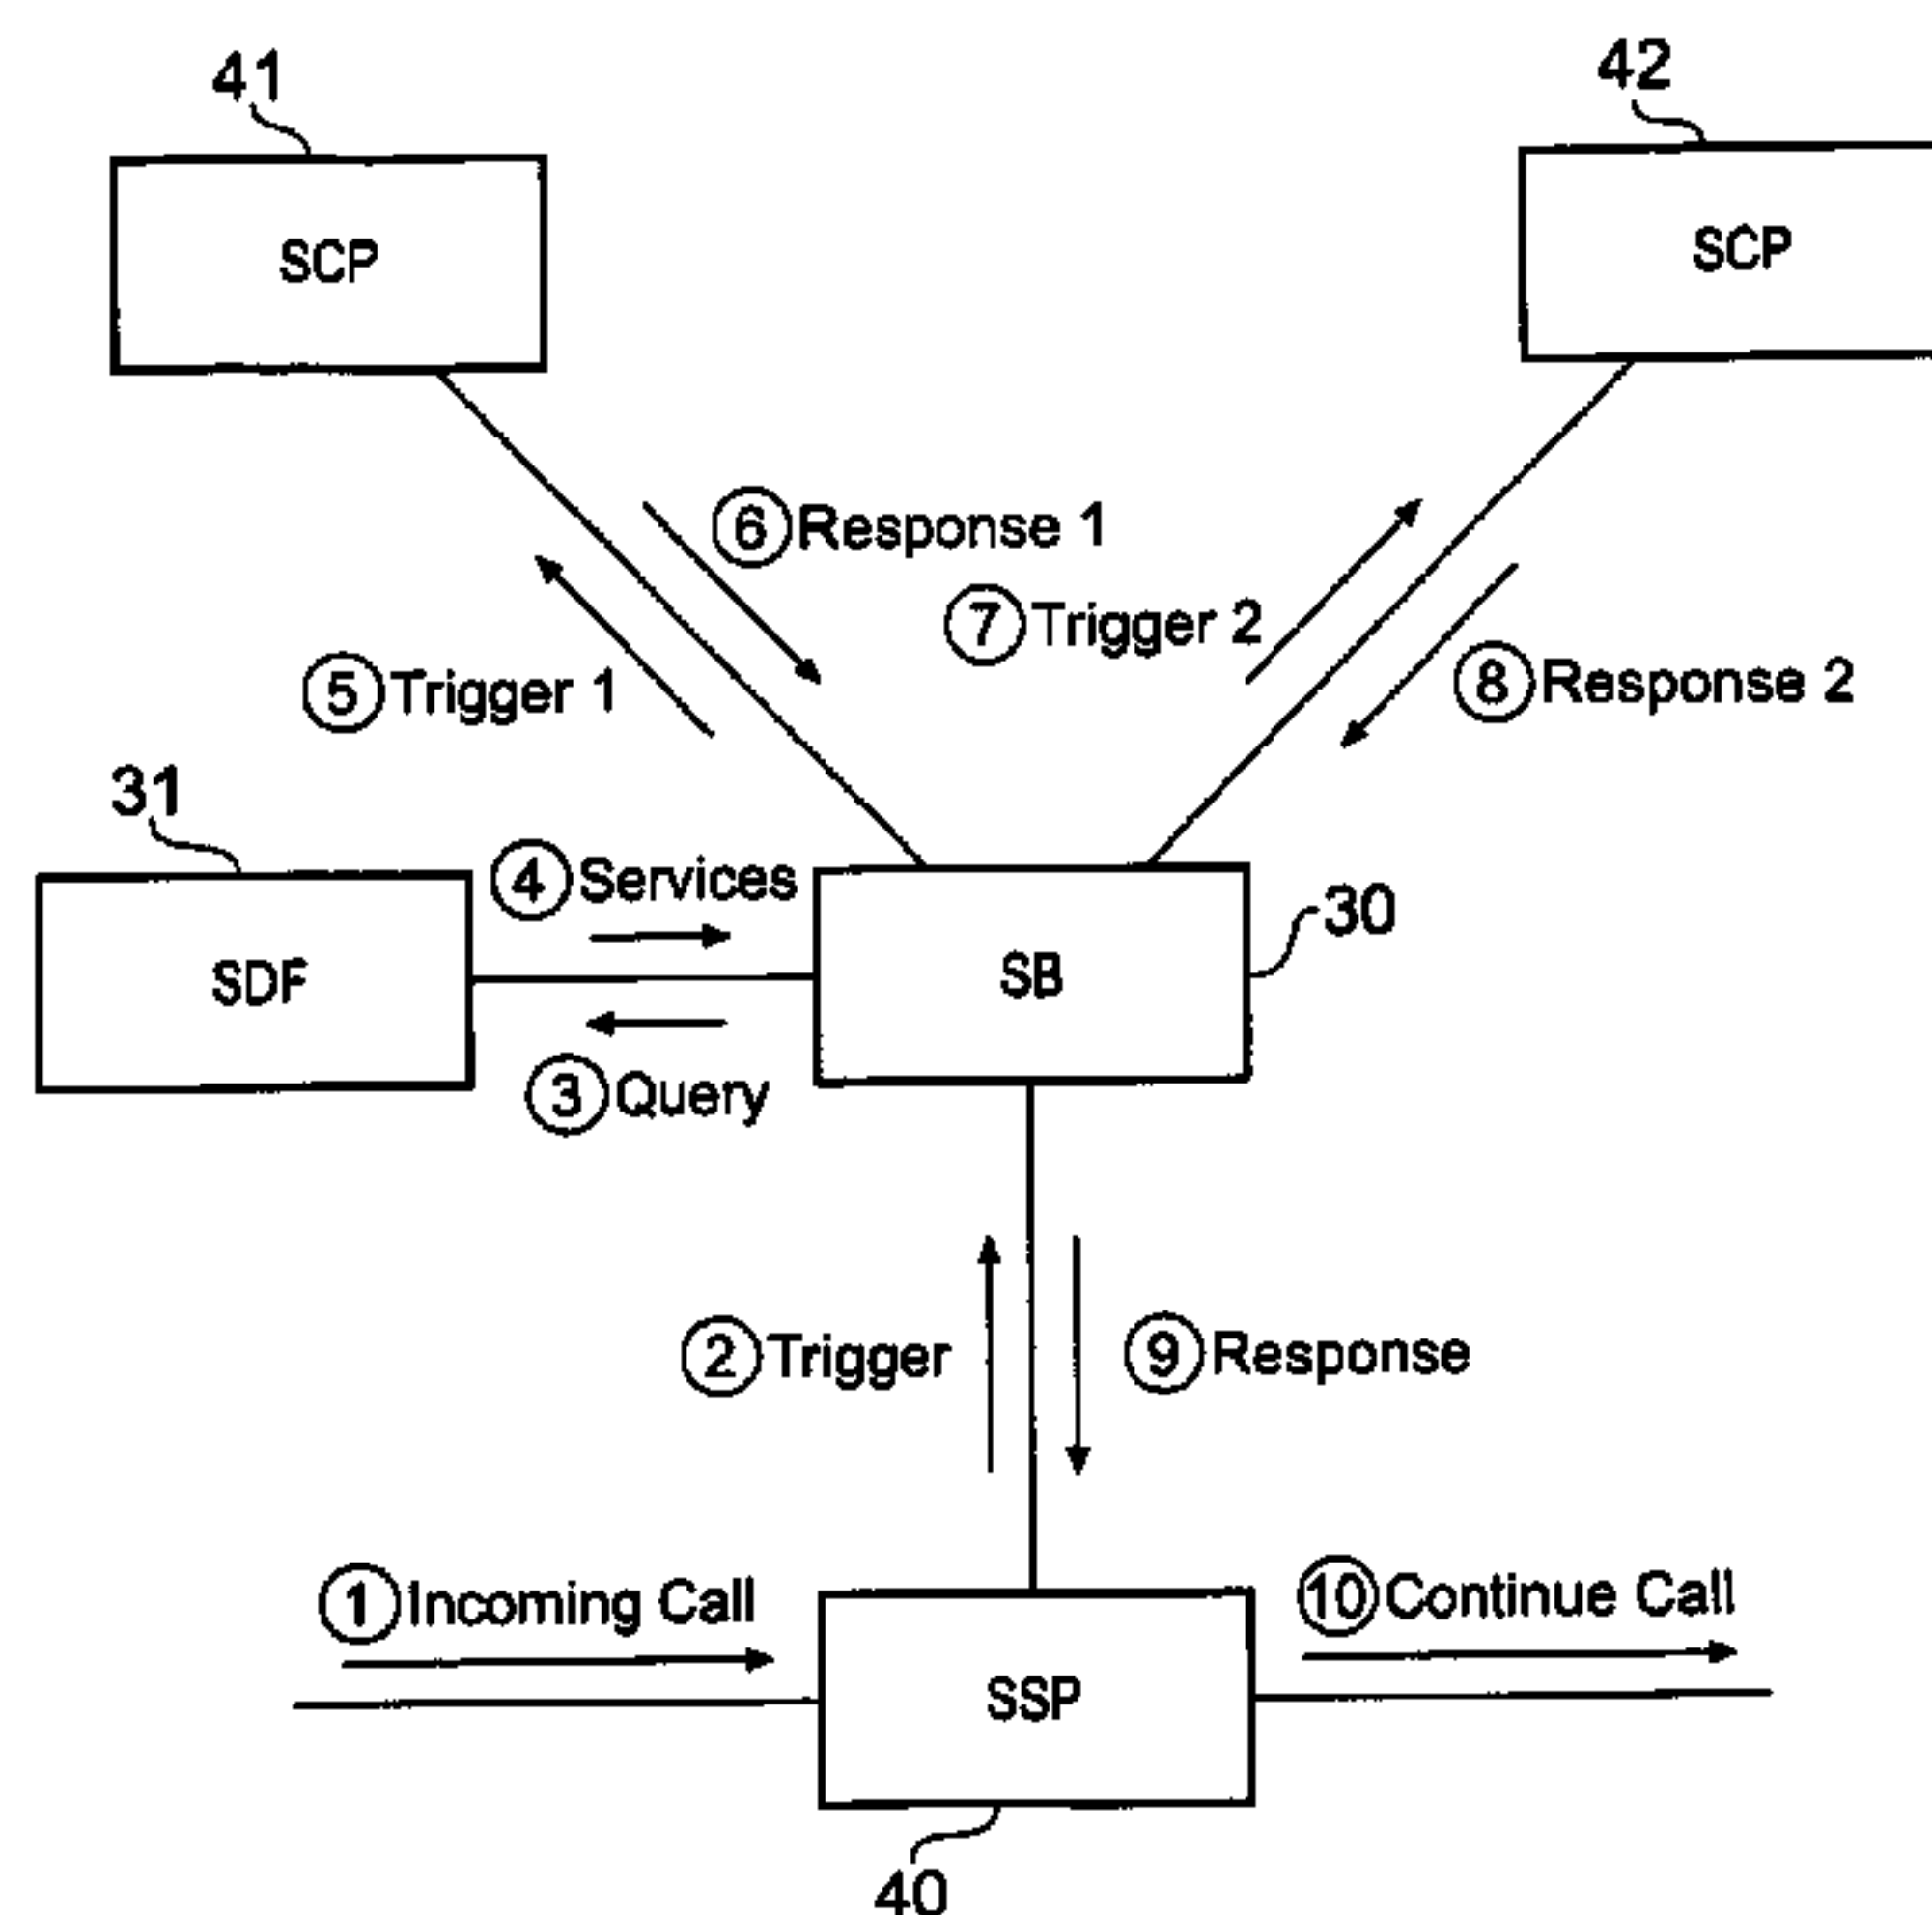 41
42
SCP
SCP
⑥ Response 1
⑦ Trigger 2
⑤ Trigger 1
⑧ Response 2
31
④ Services
30
SDF
SB
③ Query
② Trigger
⑨ Response
① Incoming Call
⑩ Continue Call
SSP
40